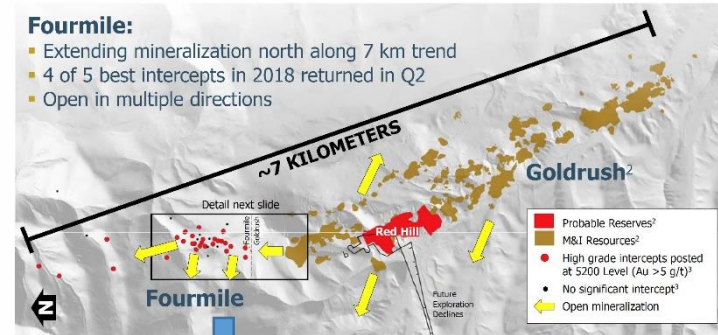 Fourmile:
Extending mineralization north along 7 km trend
4 of 5 best intercepts in 2018 returned in Q2
Open in multiple directions
~7 KILOMETERS
Goldrush2
Detail next slide
Fourmile
Goldrush
Red Hill
Fourmile
Future
Exploration
Declines
N
Probable Reserves2
M&I Resources2
High grade intercepts posted
at 5200 Level (Au >5 g/t)3
No significant intercept3
Open mineralization